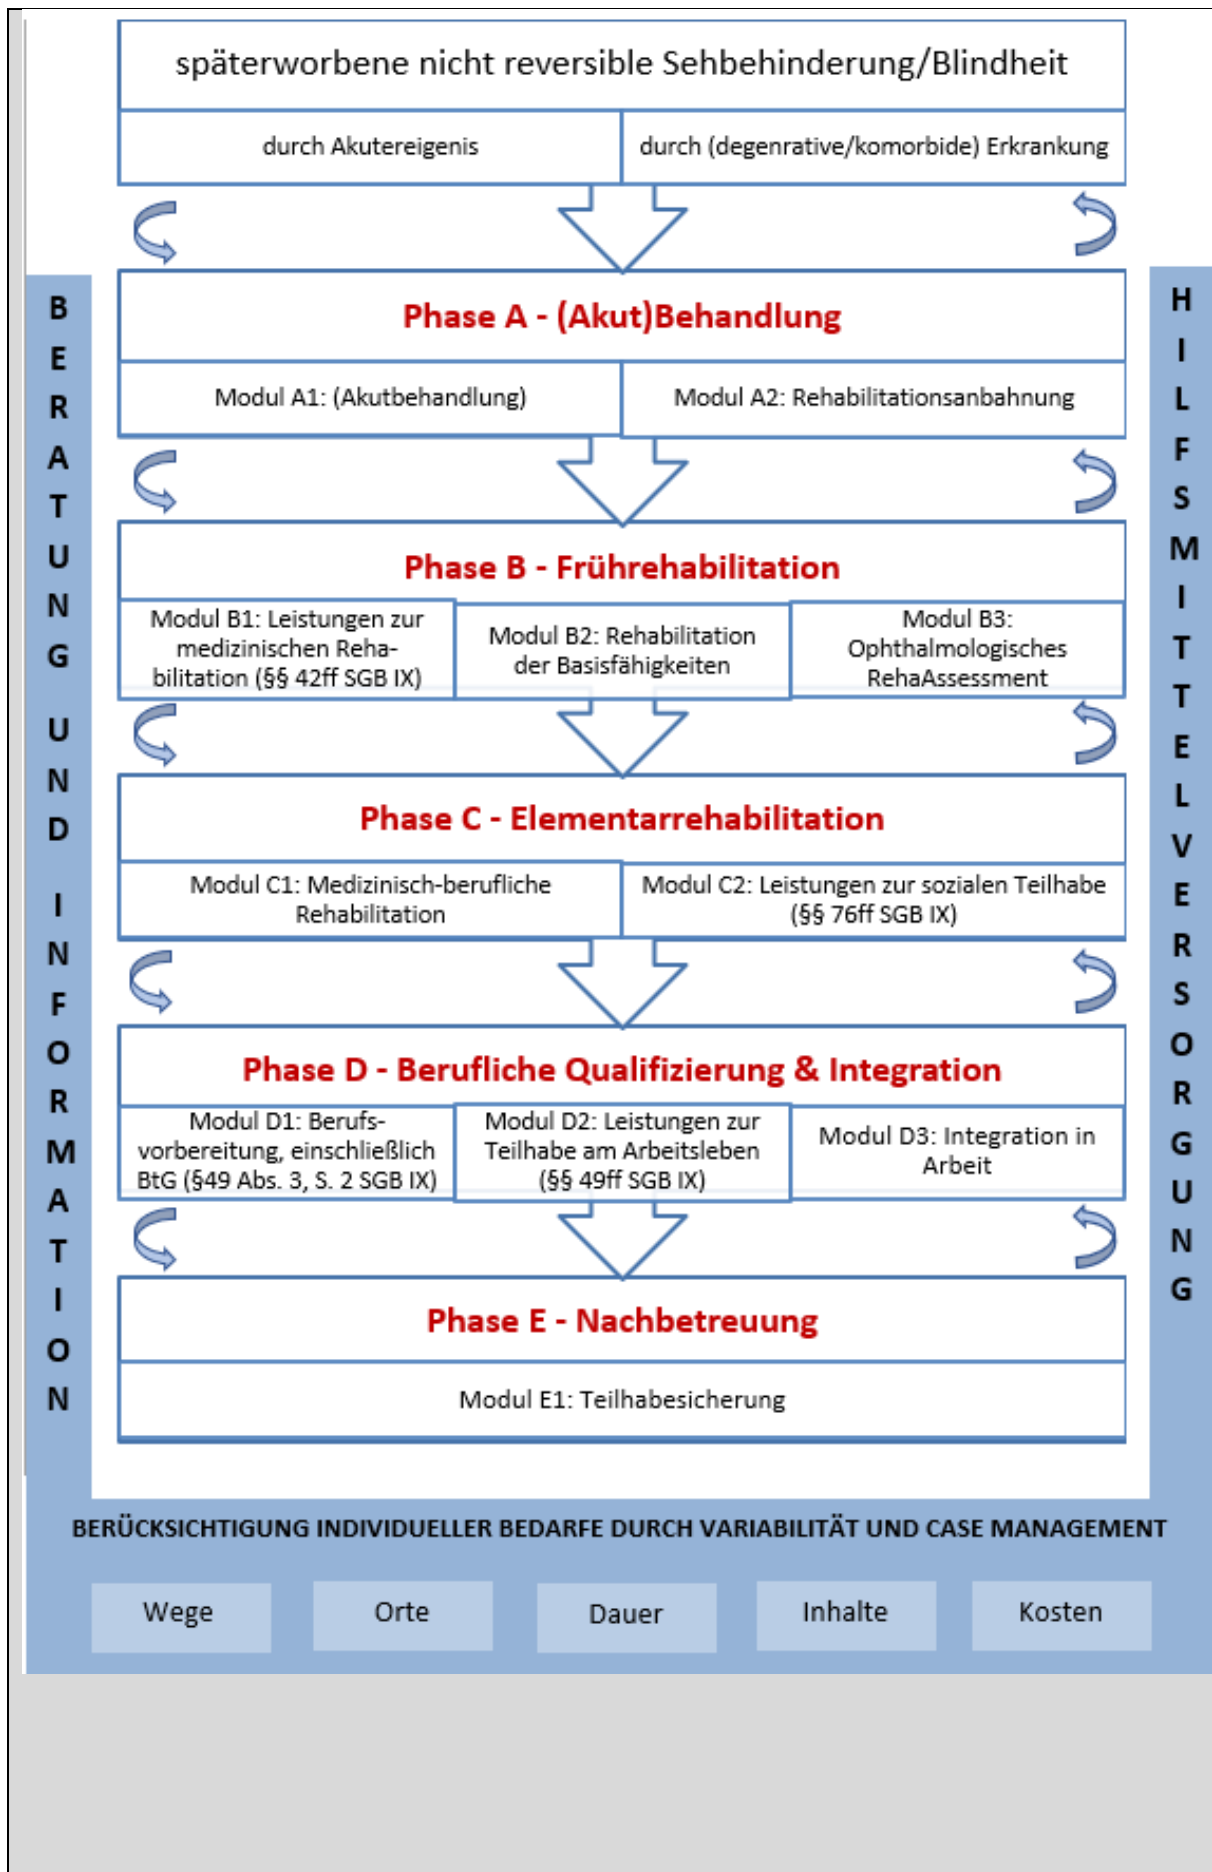 späterworbene nicht reversible Sehbehinderung/Blindheit
durch Akutereigenis
durch (degenrative/komorbide) Erkrankung
BERATUNG UND INFORMATION
HILFSMITTELVERSORGUNG
Phase A - (Akut)Behandlung
Modul A1: (Akutbehandlung)
Modul A2: Rehabilitationsanbahnung
Phase B - Frührehabilitation
Modul B1: Leistungen zur
medizinischen Reha-
bilitation (§§ 42ff SGB IX)
Modul B2: Rehabilitation
der Basisfähigkeiten
Modul B3:
Ophthalmologisches
RehaAssessment
Phase C - Elementarrehabilitation
Modul C1: Medizinisch-berufliche
Rehabilitation
Modul C2: Leistungen zur sozialen Teilhabe
(§§ 76ff SGB IX)
Phase D - Berufliche Qualifizierung & Integration
Modul D1: Berufs-
vorbereitung, einschließlich
BtG (§49 Abs. 3, S. 2 SGB IX)
Modul D2: Leistungen zur
Teilhabe am Arbeitsleben
(§§ 49ff SGB IX)
Modul D3: Integration in
Arbeit
Phase E - Nachbetreuung
Modul E1: Teilhabesicherung
BERÜCKSICHTIGUNG INDIVIDUELLER BEDARFE DURCH VARIABILITÄT UND CASE MANAGEMENT
Wege
Orte
Dauer
Inhalte
Kosten